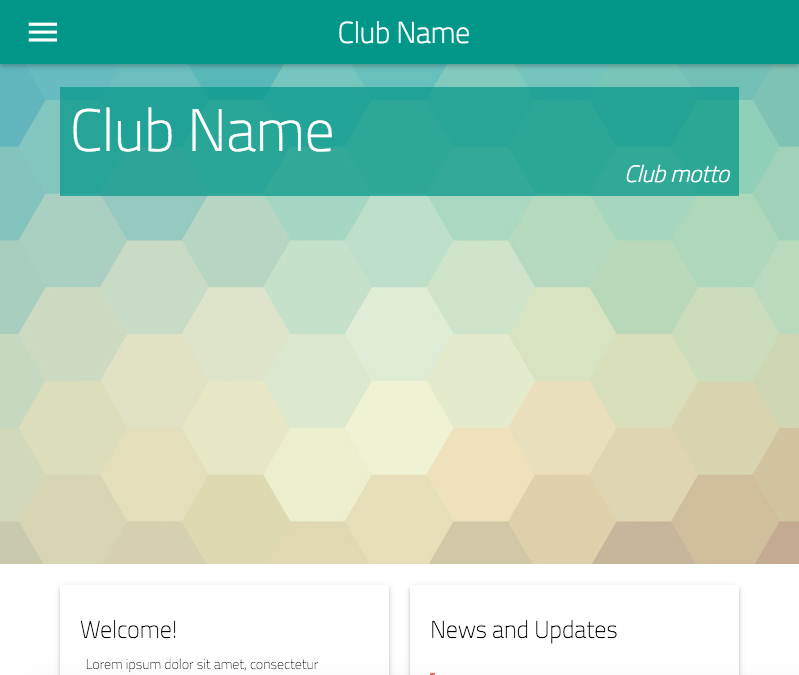 Club Name
Club Name
Club motto
Welcome!
News and Updates
Lorem ipsum dolor sit amet, consectetur